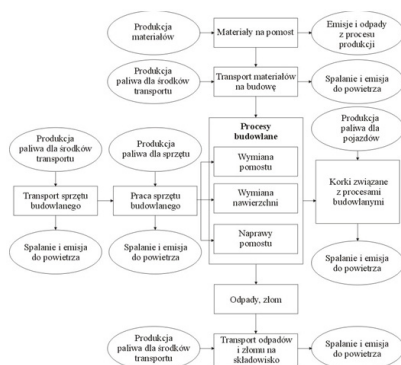 Produkcja
materiałów
Materiały na pomost
Emisje i odpady
z procesu
produkcji
Produkcja
paliwa dla środków
transportu
Transport materiałów
na budowę
Spalanie i emisja
do powietrza
Produkcja
paliwa dla środków
transportu
Produkcja
paliwa dla sprzętu
Procesy
budowlane
Produkcja
paliwa dla
pojazdów
Wymiana
pomostu
Transport sprzętu
budowlanego
Praca sprzętu
budowlanego
Wymiana
nawierzchni
Korki związane
z procesami
budowlanymi
Spalanie i emisja
do powietrza
Spalanie i emisja
do powietrza
Naprawy
pomostu
Spalanie i emisja
do powietrza
Odpady, złom
Produkcja
paliwa dla środków
transportu
Transport odpadów
i złomu na
składowisko
Spalanie i emisja
do powietrza